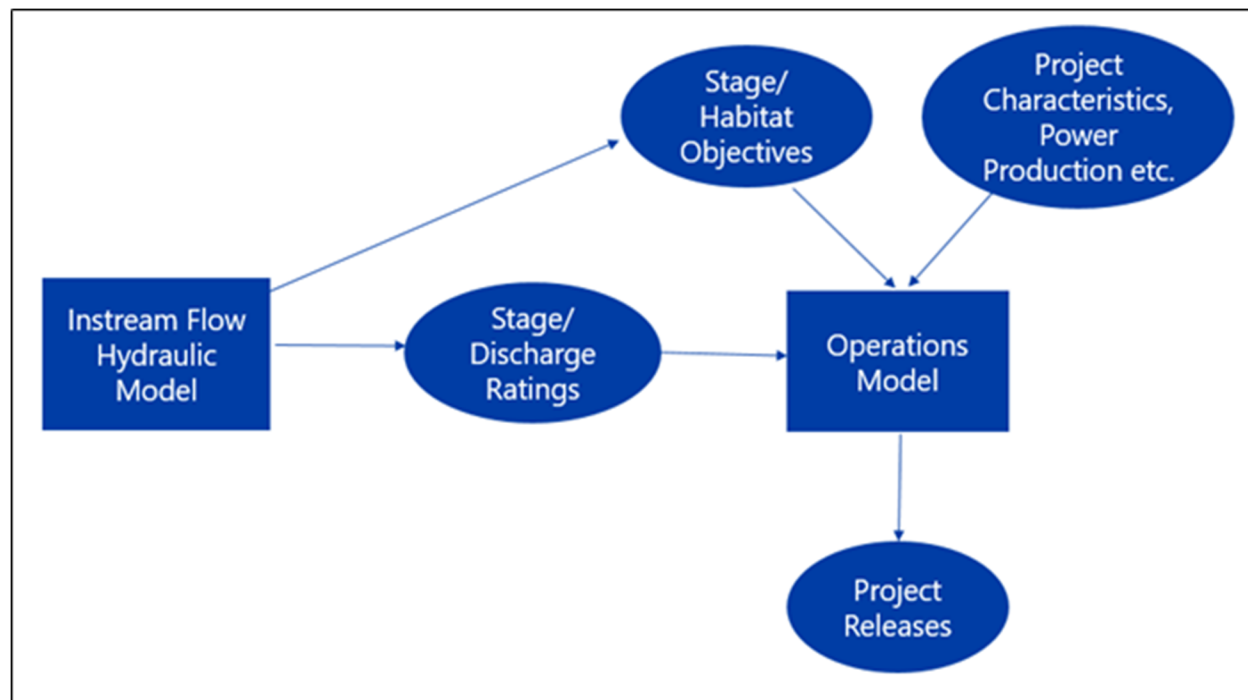 Stage/
Habitat
Objectives
Project
Characteristics,
Power
Production etc.
Instream Flow
Hydraulic
Model
Stage/
Discharge
Ratings
Operations
Model
Project
Releases